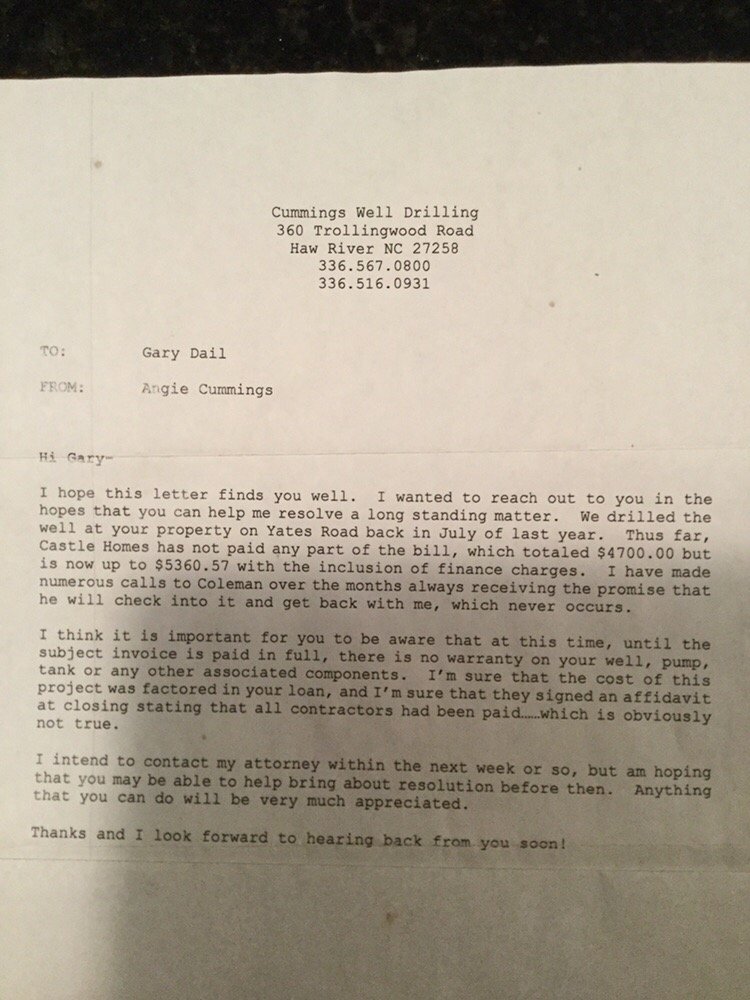 Cummings Well Drilling
360 Trollingwood Road
Haw River NC 27258
336.567.0800
336.516.0931
TO: Gary Dail
FROM: Angie Cummings
Hi Gary-
I hope this letter finds you well. I wanted to reach out to you in the
hopes that you can help me resolve a long standing matter. We drilled the
well at your property on Yates Road back in July of last year. Thus far,
Castle Homes has not paid any part of the bill, which totaled $4700.00 but
is now up to $5360.57 with the inclusion of finance charges. I have made
numerous calls to Coleman over the months always receiving the promise that
he will check into it and get back with me, which never occurs.
I think it is important for you to be aware that at this time, until the
subject invoice is paid in full, there is no warranty on your well, pump,
tank or any other associated components. I'm sure that the cost of this
project was factored in your loan, and I'm sure that they signed an affidavit
at closing stating that all contractors had been paid……which is obviously
not true.
I intend to contact my attorney within the next week or so, but am hoping
that you may be able to help bring about resolution before then. Anything
that you can do will be very much appreciated.
Thanks and I look forward to hearing back from you soon!